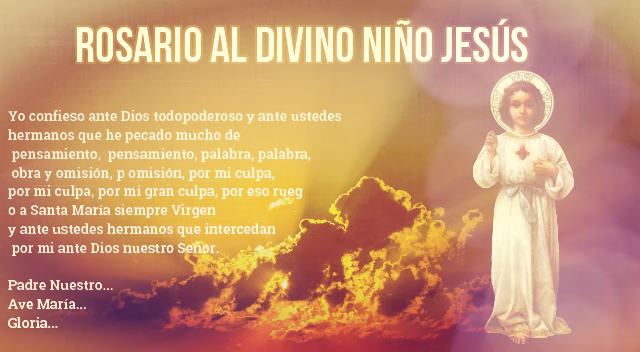 ROSARIO AL DIVINO NIÑO JESÚS
Yo confieso ante Dios todopoderoso y ante ustedes
hermanos que he pecado mucho de
pensamiento, pensamiento, palabra, palabra,
obra y omisión, p omisión, por mi culpa,
por mi culpa, por mi gran culpa, por eso rueg
o a Santa María siempre Virgen
y ante ustedes hermanos que intercedan
por mi ante Dios nuestro Señor.
Padre Nuestro...
Ave María...
Gloria...